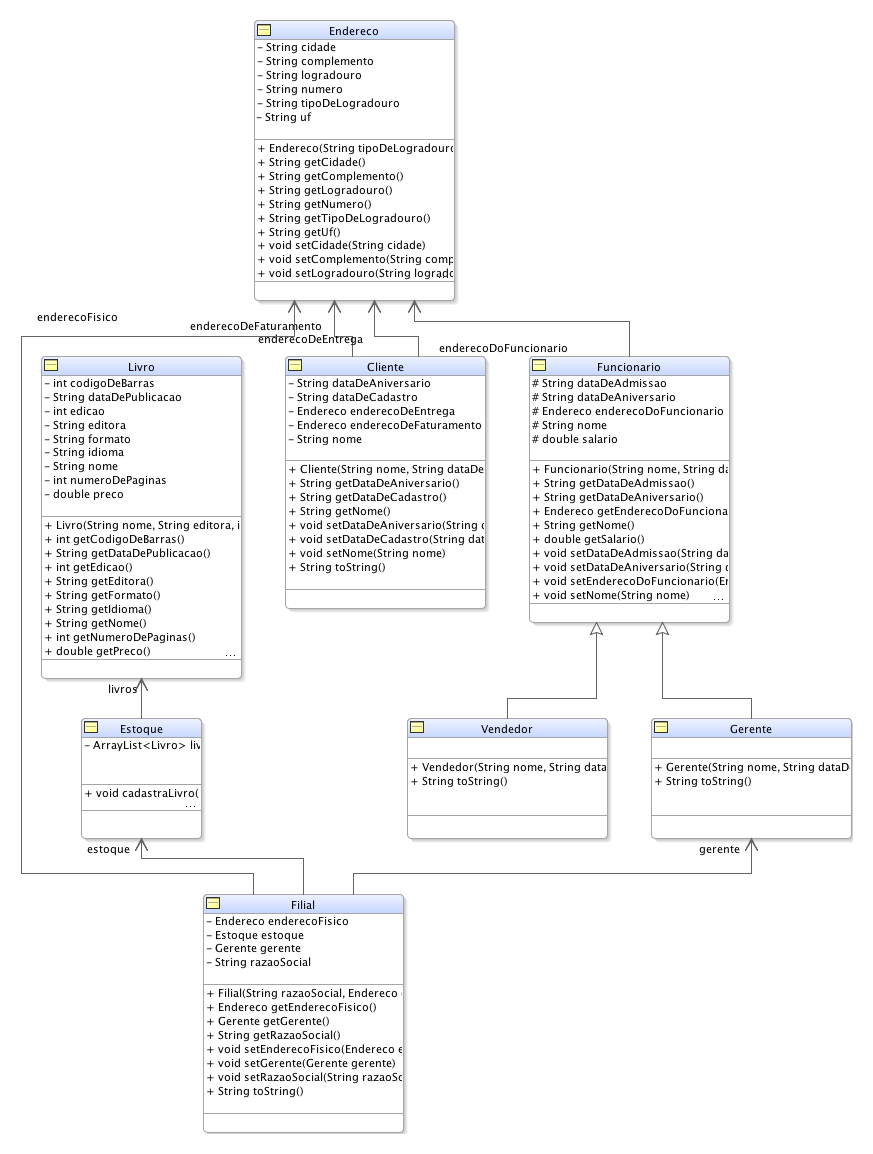 Endereco
− String cidade
− String complemento
− String logradouro
− String numero
− String tipoDeLogradouro
− String uf
+ Endereco(String tipoDeLogradouro
+ String getCidade()
+ String getComplemento()
+ String getLogradouro()
+ String getNumero()
+ String getTipoDeLogradouro()
+ String getUf()
+ void setCidade(String cidade)
+ void setComplemento(String comp
+ void setLogradouro(String
enderecoFisico
enderecoDeFaturamento
enderecoDeEntrega
enderecoDoFuncionario
Livro
− int codigoDeBarras
− String dataDePublicacao
− int edicao
− String editora
− String formato
− String idioma
− String nome
− int numeroDePaginas
− double preco
+ Livro(String nome, String editora, i
+ int getCodigoDeBarras()
+ String getDataDePublicacao()
+ int getEdicao()
+ String getEditora()
+ String getFormato()
+ String getIdioma()
+ String getNome()
+ int getNumeroDePaginas()
+ double getPreco()
...
Cliente
− String dataDeAniversario
− String dataDeCadastro
− Endereco enderecoDeEntrega
− Endereco enderecoDeFaturamento
− String nome
+ Cliente(String nome, String dataDe
+ String getDataDeAniversario()
+ String getDataDeCadastro()
+ String getNome()
+ void setDataDeAniversario(String d
+ void setDataDeCadastro(String dat
+ void setNome(String nome)
+ String toString()
Funcionario
# String dataDeAdmissao
# String dataDeAniversario
# Endereco enderecoDoFuncionario
# String nome
# double salario
+ Funcionario(String nome, String da
+ String getDataDeAdmissao()
+ String getDataDeAniversario()
+ Endereco getEnderecoDoFunciona
+ String getNome()
+ double getSalario()
+ void setDataDeAdmissao(String da
+ void setDataDeAniversario(String d
+ void setEnderecoDoFuncionario(En
+ void setNome(String nome)
...
livros
Estoque
− ArrayList<Livro> liv
+ void cadastraLivro(
...
Vendedor
+ Vendedor(String nome, String data
+ String toString()
Gerente
+ Gerente(String nome, String dataD
+ String toString()
estoque
gerente
Filial
− Endereco enderecoFisico
− Estoque estoque
− Gerente gerente
− String razaoSocial
+ Filial(String razaoSocial, Endereco
+ Endereco getEnderecoFisico()
+ Gerente getGerente()
+ String getRazaoSocial()
+ void setEnderecoFisico(Endereco e
+ void setGerente(Gerente gerente)
+ void setRazaoSocial(String razaoSo
+ String toString()